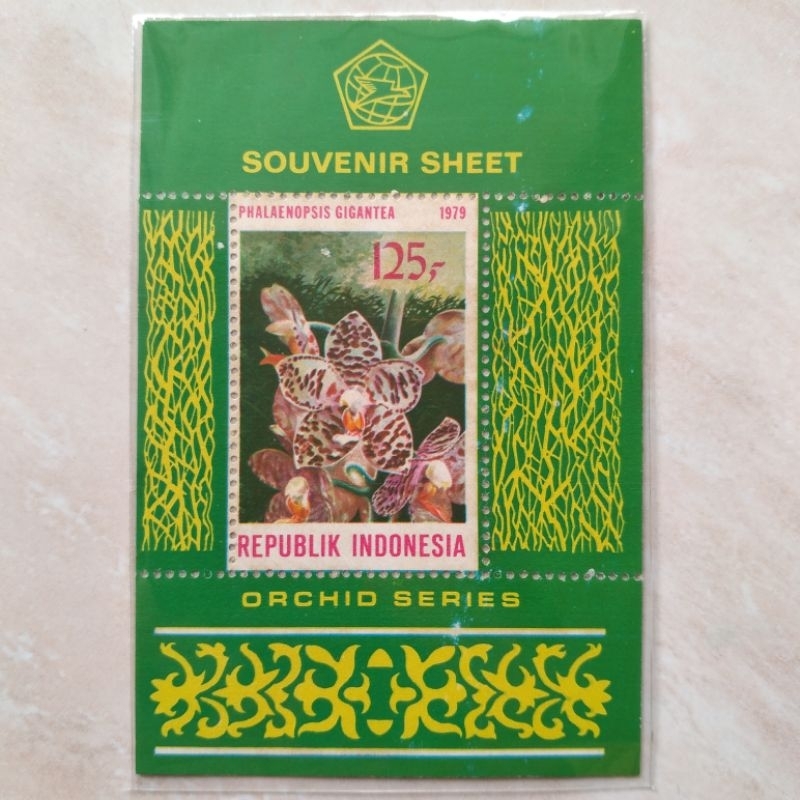 SOUVENIR SHEET
PHALAENOPSIS GIGANTEA 1979
125,-
REPUBLIK INDONESIA
ORCHID SERIES